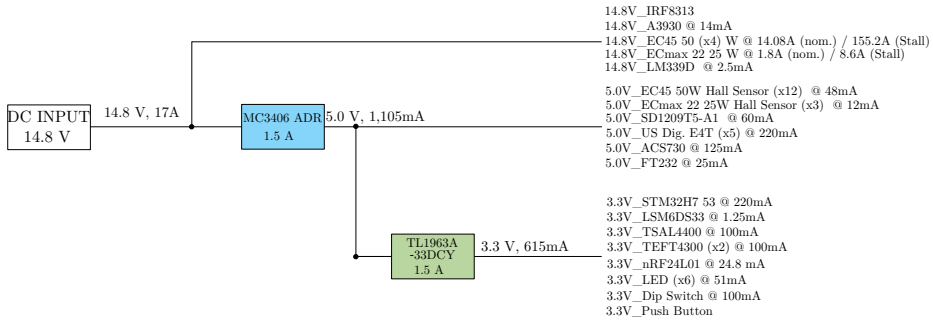 14.8V_IRF8313
14.8V_A3930 @ 14mA
14.8V_EC45 50 (x4) W @ 14.08A (nom.) / 155.2A (Stall)
14.8V_ECmax 22 25 W @ 1.8A (nom.) / 8.6A (Stall)
14.8V_LM339D @ 2.5mA
DC INPUT
14.8 V
14.8 V, 17A
MC3406 ADR
1.5 A
5.0 V, 1,105mA
5.0V_EC45 50W Hall Sensor (x12) @ 48mA
5.0V_ECmax 22 25W Hall Sensor (x3) @ 12mA
5.0V_SD1209T5-A1 @ 60mA
5.0V_US Dig. E4T (x5) @ 220mA
5.0V_ACS730 @ 125mA
5.0V_FT232 @ 25mA
TL1963A
-33DCY
1.5 A
3.3 V, 615mA
3.3V_STM32H7 53 @ 220mA
3.3V_LSM6DS33 @ 1.25mA
3.3V_TSAL4400 @ 100mA
3.3V_TEFT4300 (x2) @ 100mA
3.3V_nRF24L01 @ 24.8 mA
3.3V_LED (x6) @ 51mA
3.3V_Dip Switch @ 100mA
3.3V_Push Button